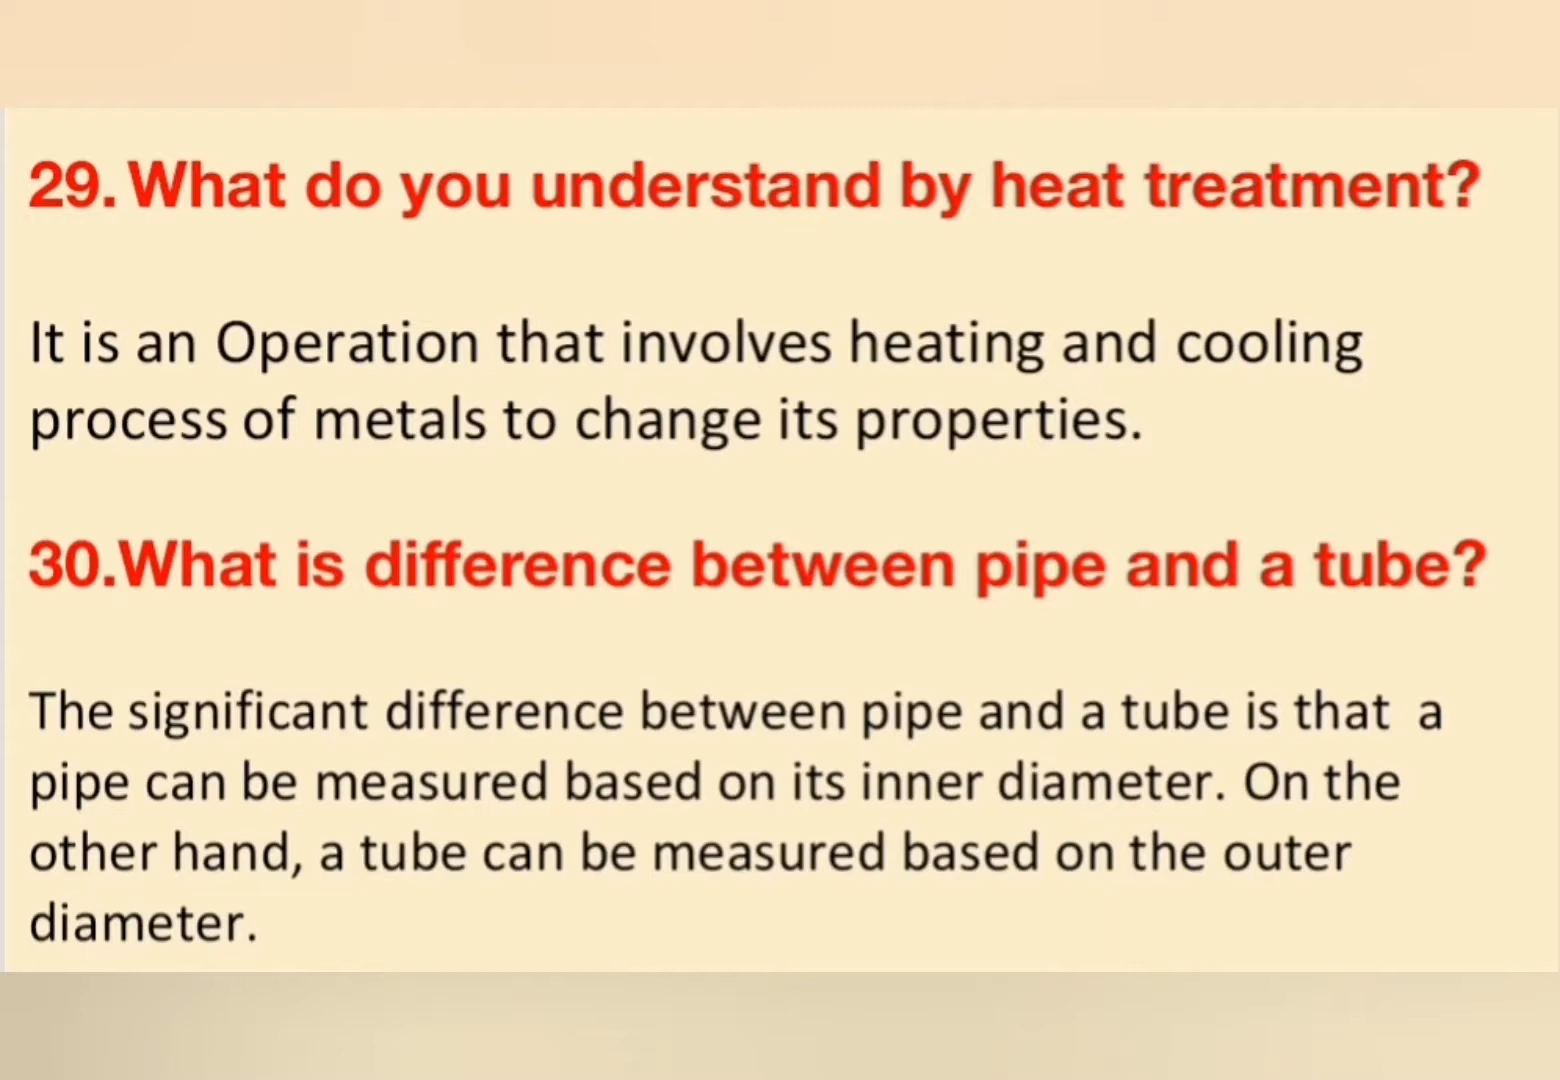 29. What do you understand by heat treatment?
It is an Operation that involves heating and cooling
process of metals to change its properties.
30.What is difference between pipe and a tube?
The significant difference between pipe and a tube is that  a
pipe can be measured based on its inner diameter. On the
other hand, a tube can be measured based on the outer
diameter.